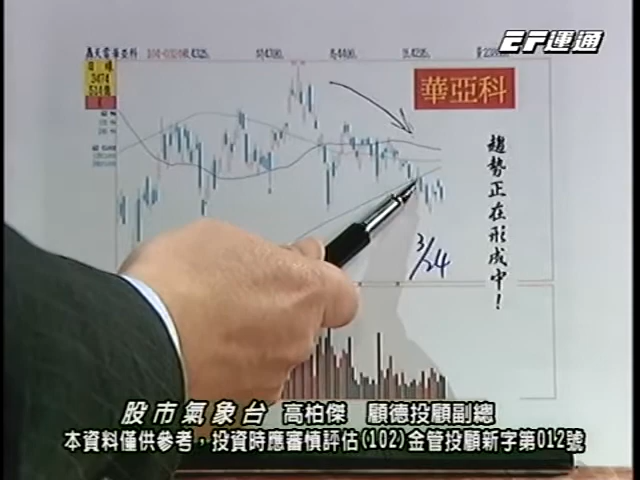 EF運通
日線
3474
華亞科
趨勢正在形成中！
3/24
股市氣象台 高柏傑 顧德投顧副總
本資料僅供參考，投資時應審慎評估(102)金管投顧新字第012號